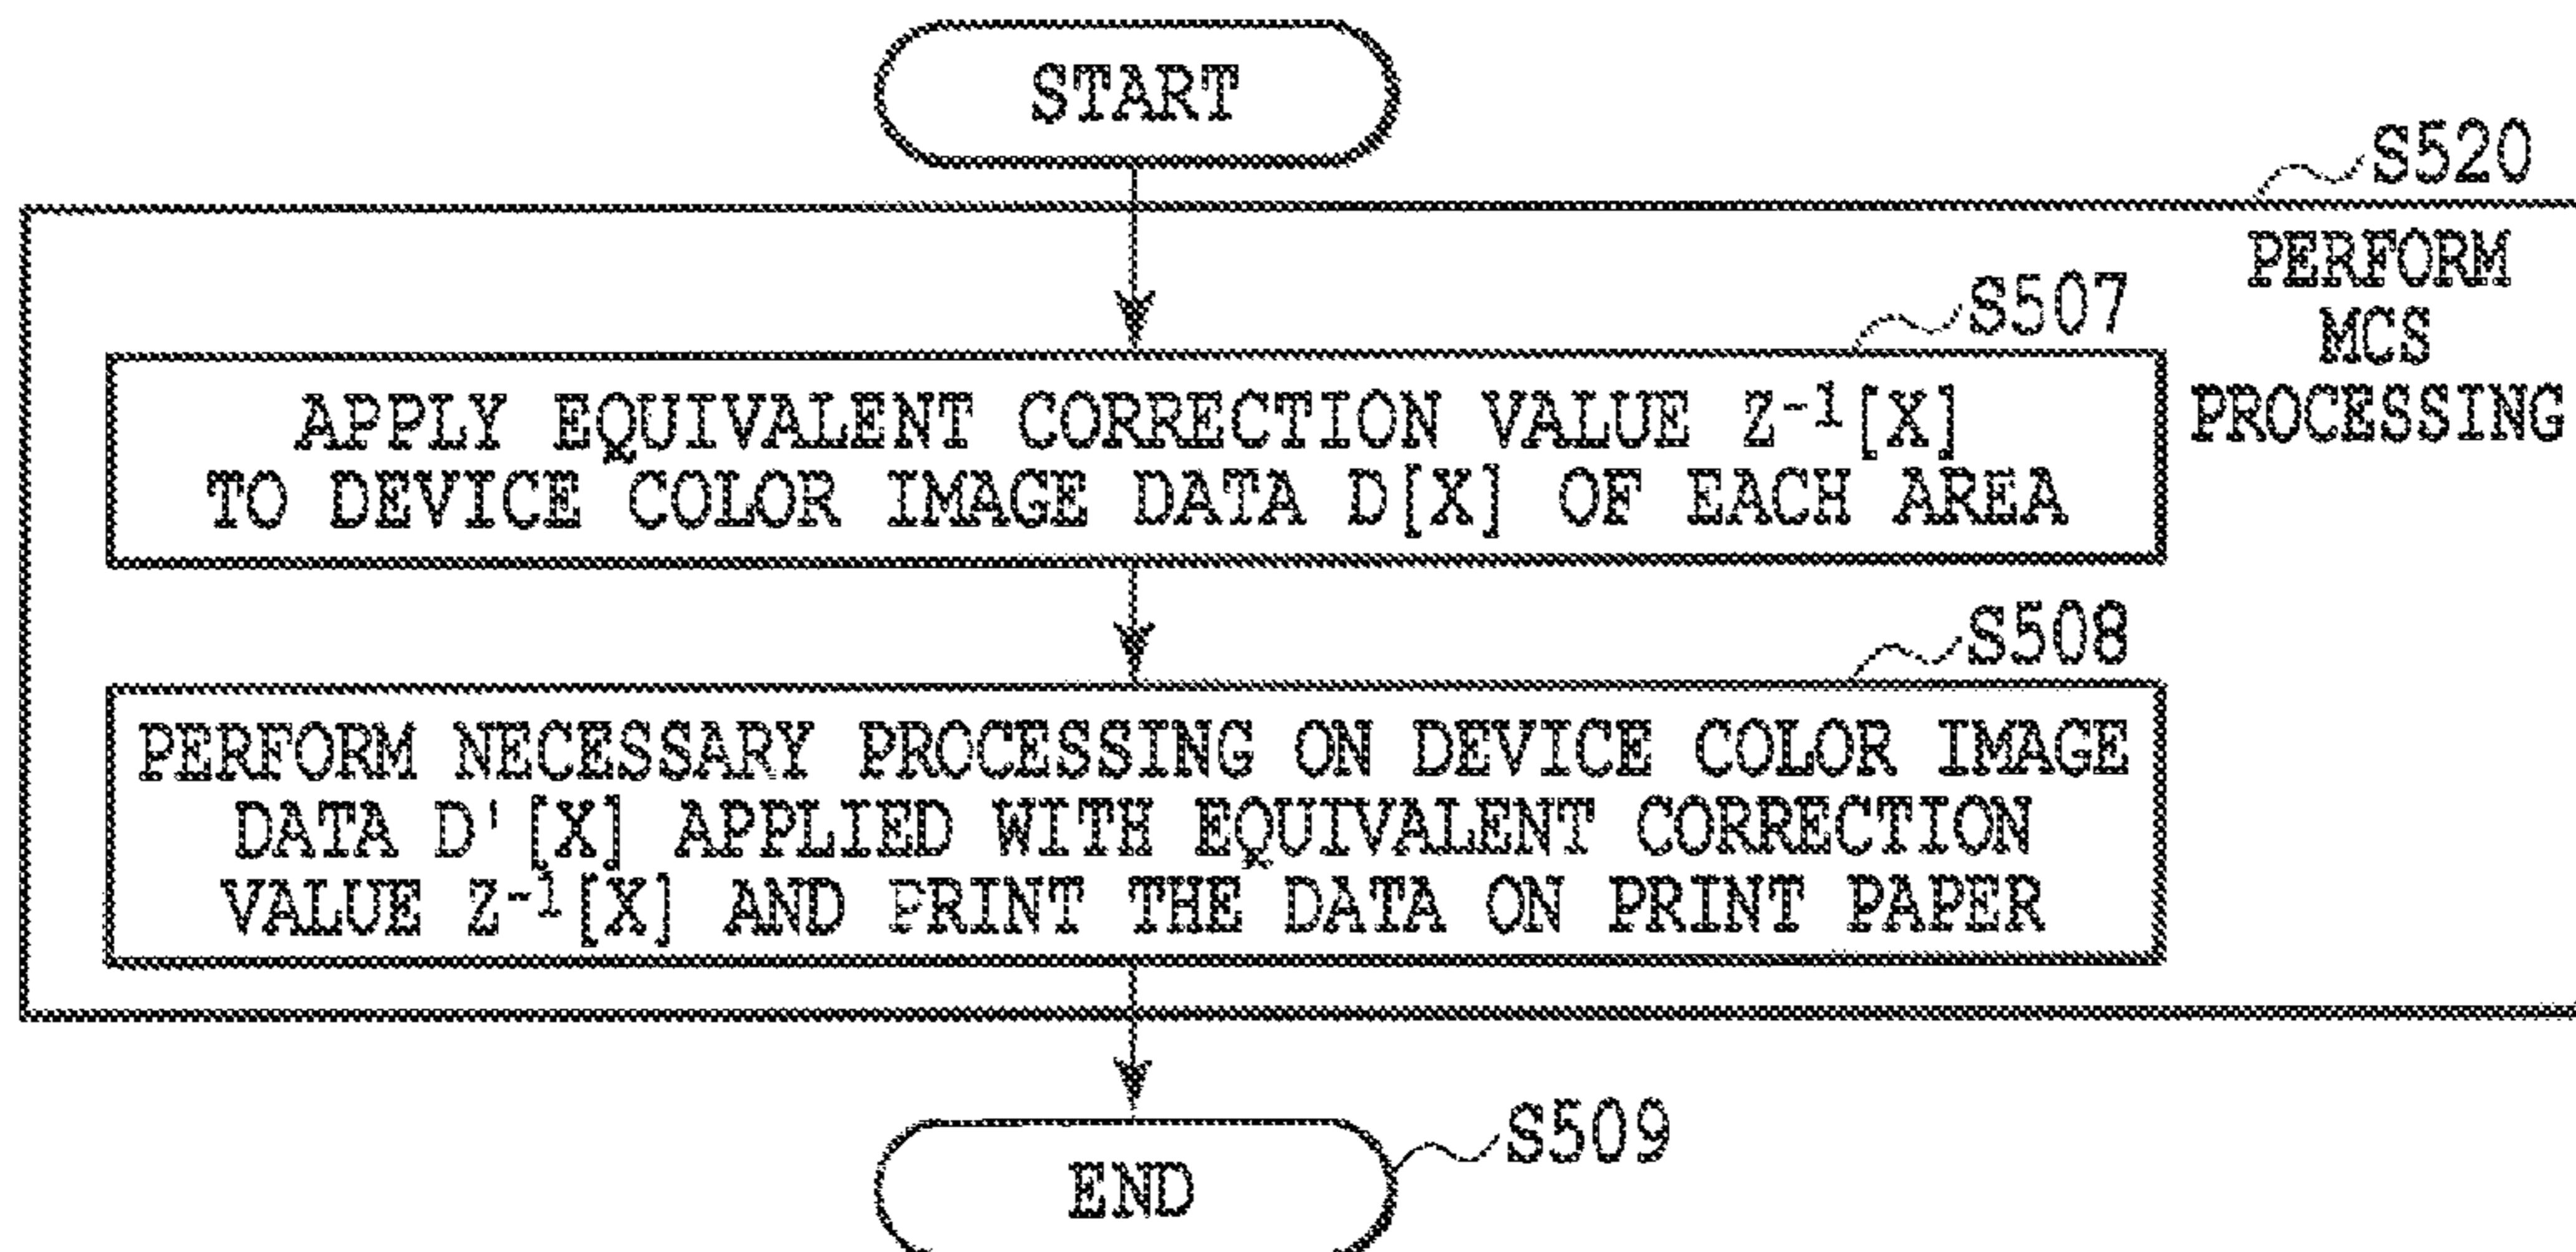 START
S520
PERFORM
MCS
PROCESSING
S507
APPLY EQUIVALENT CORRECTION VALUE Z⁻¹[X]
TO DEVICE COLOR IMAGE DATA D[X] OF EACH AREA
S508
PERFORM NECESSARY PROCESSING ON DEVICE COLOR IMAGE
DATA D'[X] APPLIED WITH EQUIVALENT CORRECTION
VALUE Z⁻¹[X] AND PRINT THE DATA ON PRINT PAPER
S509
END